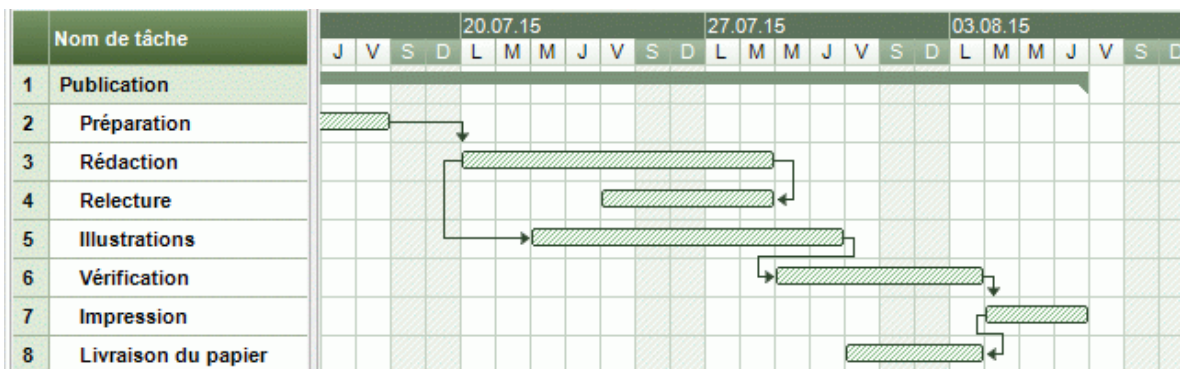 Nom de tâche
20.07.15 27.07.15 03.08.15
J V S D L M M J V S D L M M J V S D L M M J V S D
1 Publication
2 Préparation
3 Rédaction
4 Relecture
5 Illustrations
6 Vérification
7 Impression
8 Livraison du papier